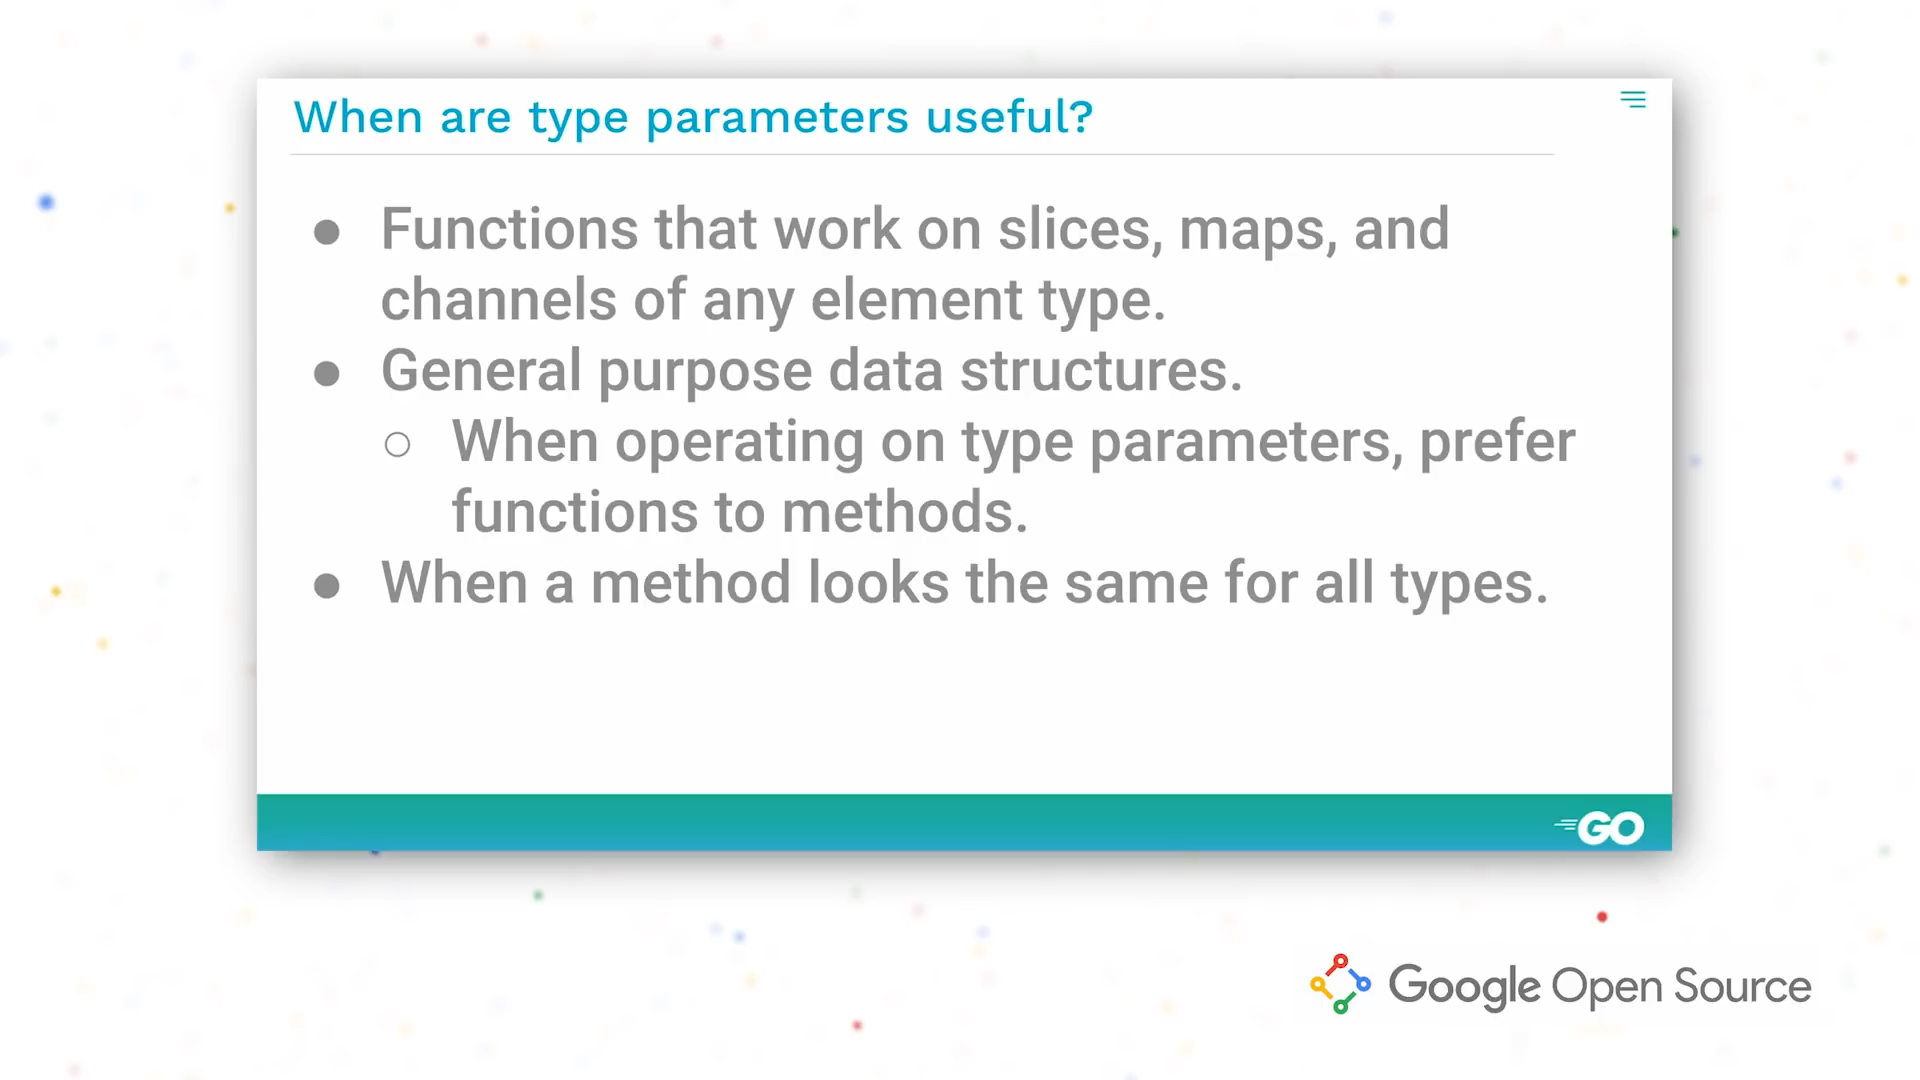 When are type parameters useful?
● Functions that work on slices, maps, and
channels of any element type.
● General purpose data structures.
○ When operating on type parameters, prefer
functions to methods.
● When a method looks the same for all types.
GO
Google Open Source